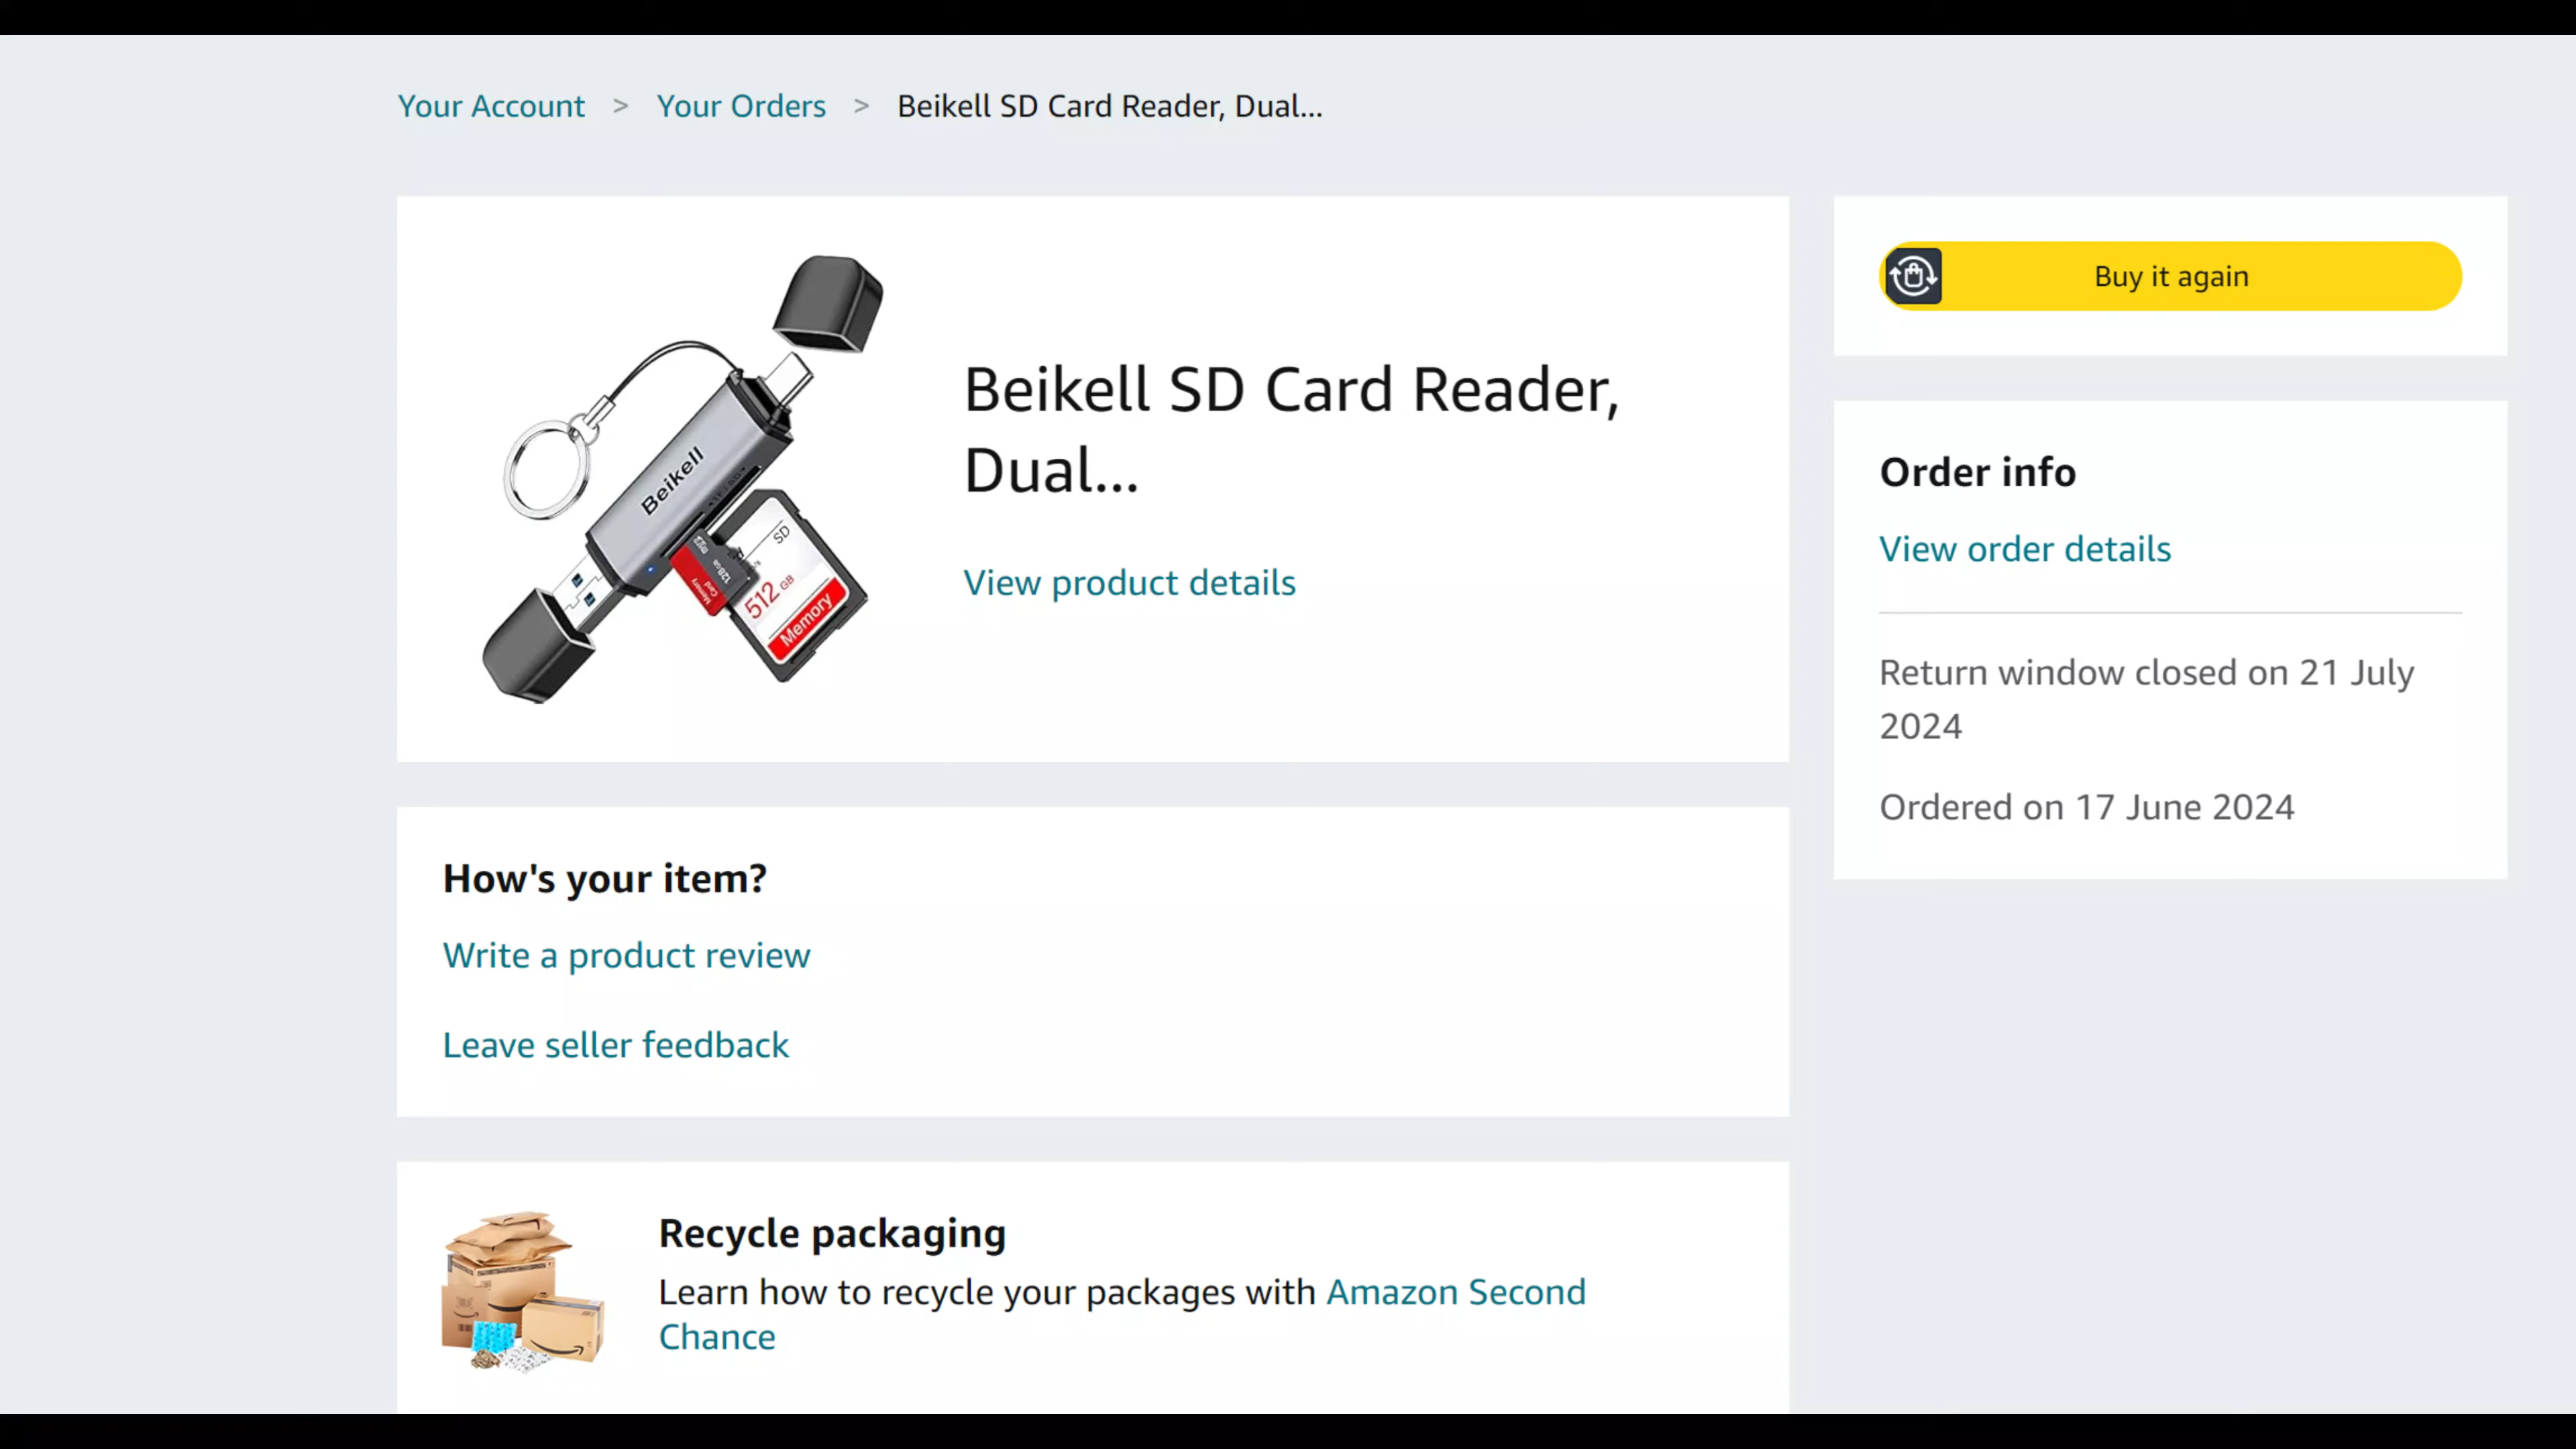 Your Account > Your Orders > Beikell SD Card Reader, Dual...
Beikell SD Card Reader,
Dual...
View product details
Beikell
SD
512 GB
Memory
128GB
Memory
Card
How's your item?
Write a product review
Leave seller feedback
Recycle packaging
Learn how to recycle your packages with Amazon Second
Chance
Buy it again
Order info
View order details
Return window closed on 21 July
2024
Ordered on 17 June 2024